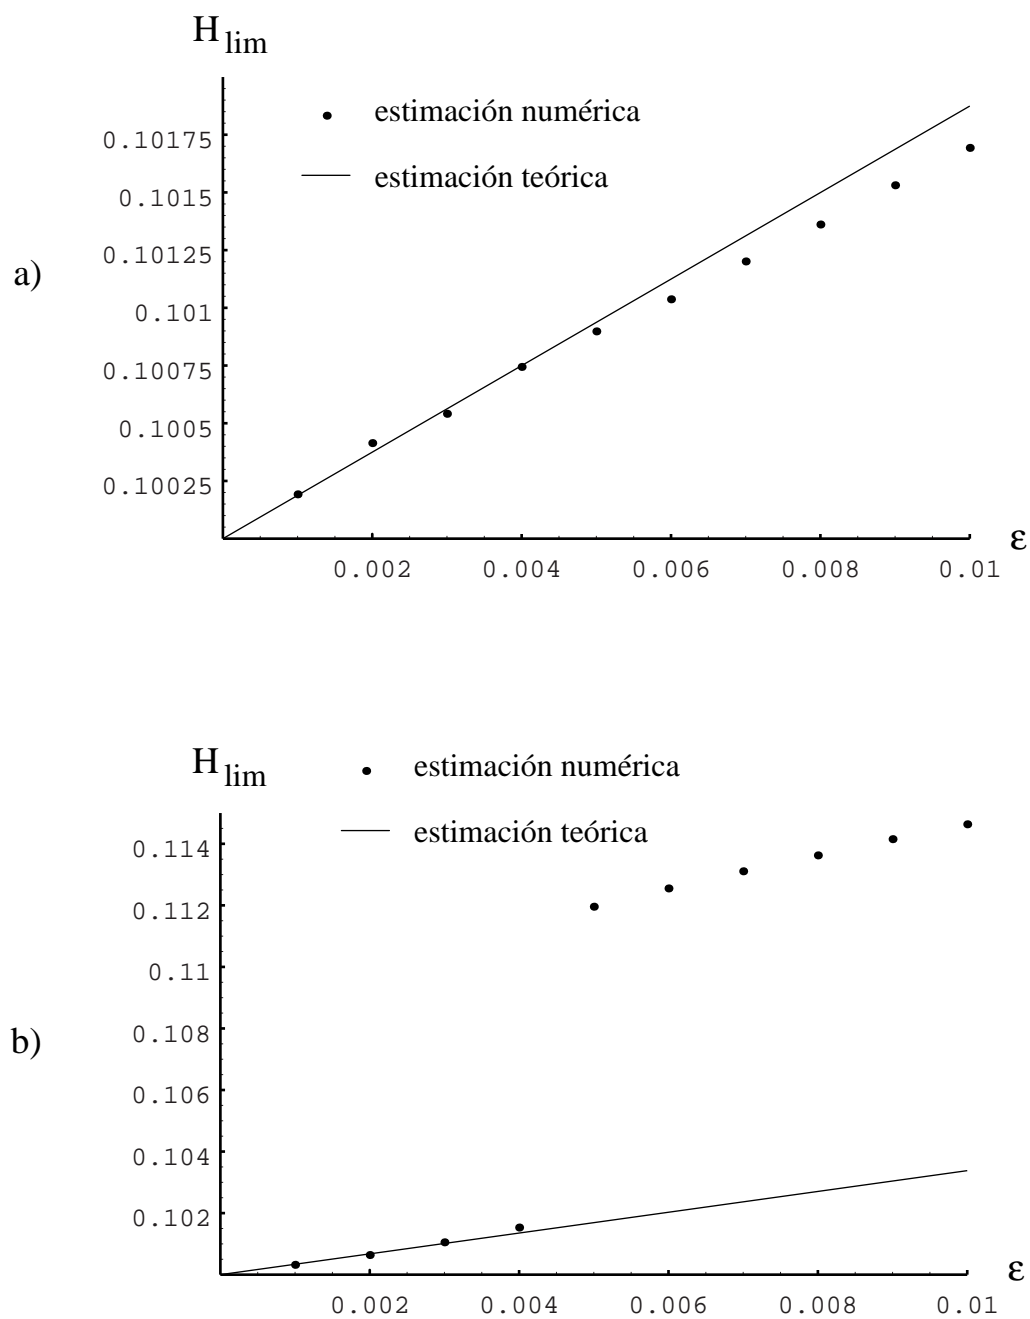 H lim
estimación numérica
estimación teórica
0.10175
0.1015
0.10125
a)
0.101
0.10075
0.1005
0.10025
ε
0.002 0.004 0.006 0.008 0.01
H lim
estimación numérica
estimación teórica
0.114
0.112
0.11
0.108
b)
0.106
0.104
0.102
ε
0.002 0.004 0.006 0.008 0.01